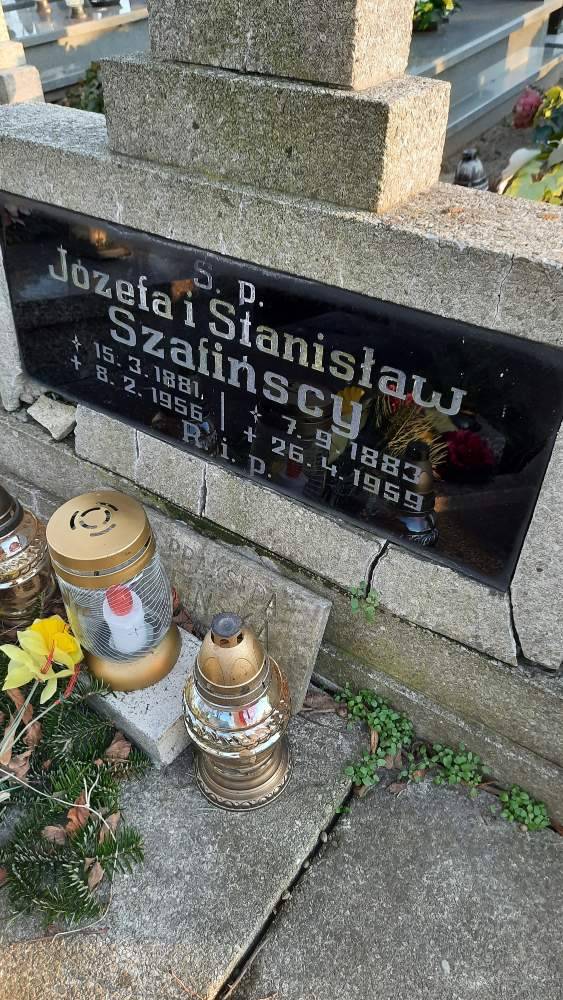 Ś. p.
Józefa i Stanisław
Szafińscy
* 15.3.1881 * 7.9.1883
+ 8.2.1956 + 26.4.1959
R. i. p.